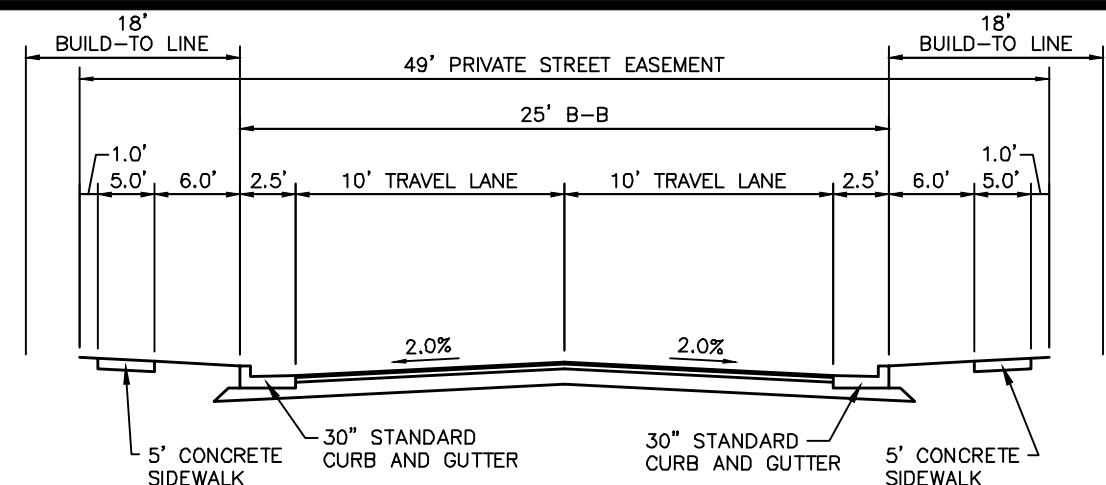 18'
BUILD-TO LINE
18'
BUILD-TO LINE
49' PRIVATE STREET EASEMENT
25' B-B
1.0'
5.0'
6.0'
2.5'
10' TRAVEL LANE
10' TRAVEL LANE
2.5'
6.0'
5.0'
1.0'
2.0%
2.0%
5' CONCRETE
SIDEWALK
30" STANDARD
CURB AND GUTTER
30" STANDARD
CURB AND GUTTER
5' CONCRETE
SIDEWALK